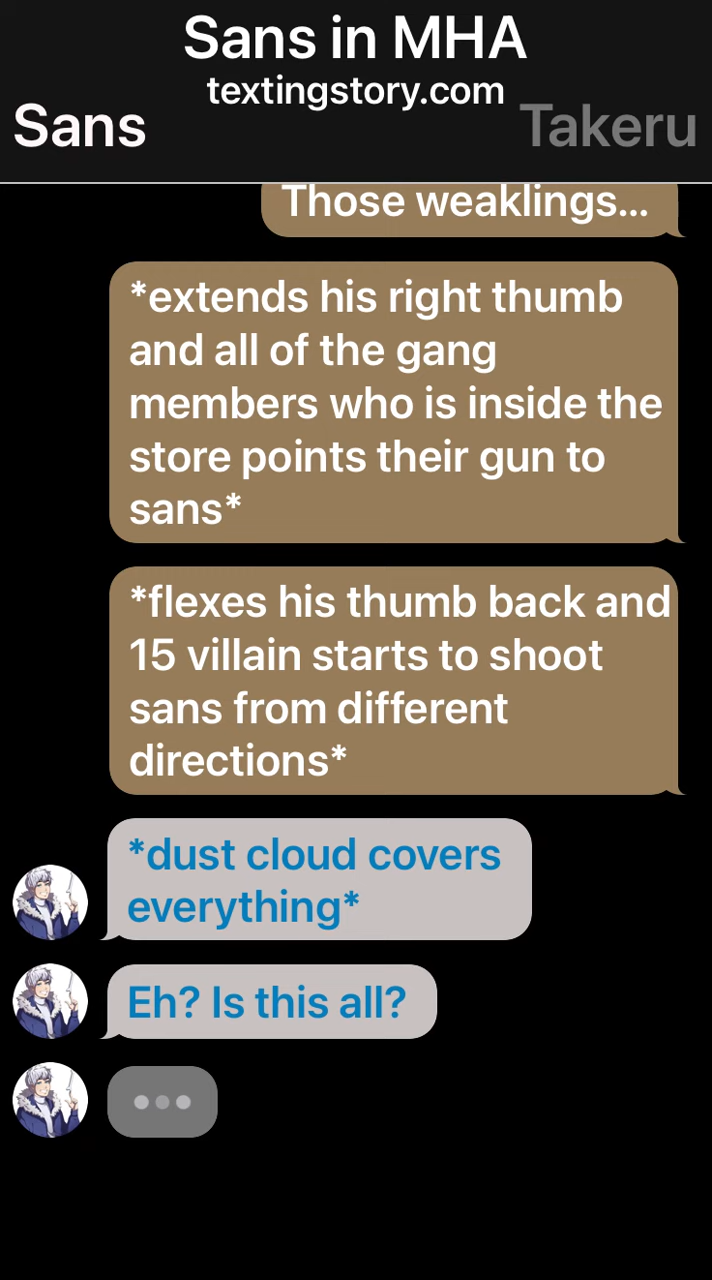 Sans in MHA
textingstory.com
Sans
Takeru
Those weaklings...
*extends his right thumb
and all of the gang
members who is inside the
store points their gun to
sans*
*flexes his thumb back and
15 villain starts to shoot
sans from different
directions*
*dust cloud covers
everything*
Eh? Is this all?